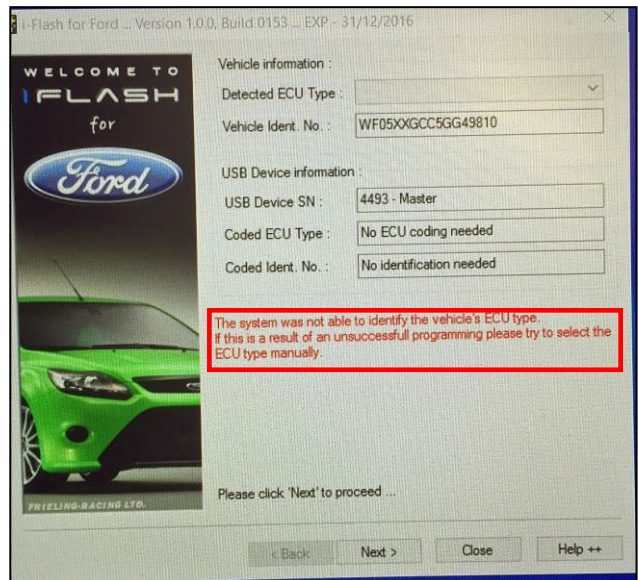 i-Flash for Ford ... Version 1.0.0, Build 0153 ... EXP - 31/12/2016
WELCOME TO
IFLASH
for
Ford
FRIELING-RACING LTD.
Vehicle information :
Detected ECU Type :
Vehicle Ident. No. : WF05XXGCC5GG49810
USB Device information :
USB Device SN : 4493 - Master
Coded ECU Type : No ECU coding needed
Coded Ident. No. : No identification needed
The system was not able to identify the vehicle's ECU type.
If this is a result of an unsuccessfull programming please try to select the
ECU type manually.
Please click 'Next' to proceed ...
< Back Next > Close Help ++